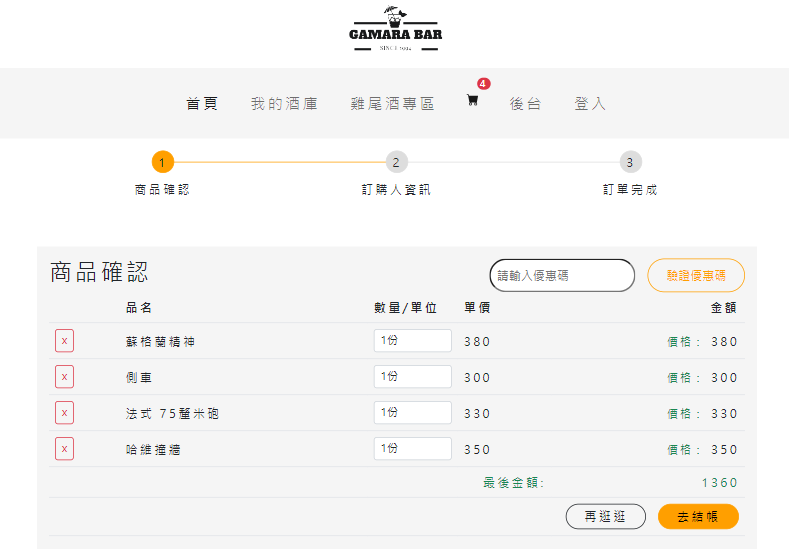 GAMARA BAR
SINCE 1992
首頁 我的酒庫 雞尾酒專區 4 後台 登入
1 2 3
商品確認 訂購人資訊 訂單完成
商品確認 請輸入優惠碼 驗證優惠碼
品名 數量/單位 單價 金額
x 蘇格蘭精神 1份 380 價格: 380
x 側車 1份 300 價格: 300
x 法式 75釐米砲 1份 330 價格: 330
x 哈維撞牆 1份 350 價格: 350
最後金額: 1360
再逛逛 去結帳